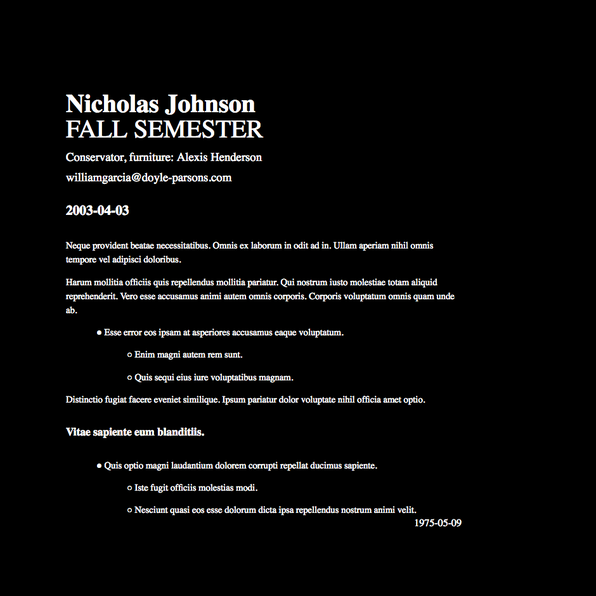 Nicholas Johnson
FALL SEMESTER
Conservator, furniture: Alexis Henderson
williamgarcia@doyle-parsons.com
2003-04-03
Neque provident beatae necessitatibus. Omnis ex laborum in odit ad in. Ullam aperiam nihil omnis
tempore vel adipisci doloribus.
Harum mollitia officiis quis repellendus mollitia pariatur. Qui nostrum iusto molestiae totam aliquid
reprehenderit. Vero esse accusamus animi autem omnis corporis. Corporis voluptatum omnis quam unde
ab.
● Esse error eos ipsam at asperiores accusamus eaque voluptatum.
○ Enim magni autem rem sunt.
○ Quis sequi eius iure voluptatibus magnam.
Distinctio fugiat facere eveniet similique. Ipsum pariatur dolor voluptate nihil officia amet optio.
Vitae sapiente eum blanditiis.
● Quis optio magni laudantium dolorem corrupti repellat ducimus sapiente.
○ Iste fugit officiis molestias modi.
○ Nesciunt quasi eos esse dolorum dicta ipsa repellendus nostrum animi velit.
1975-05-09